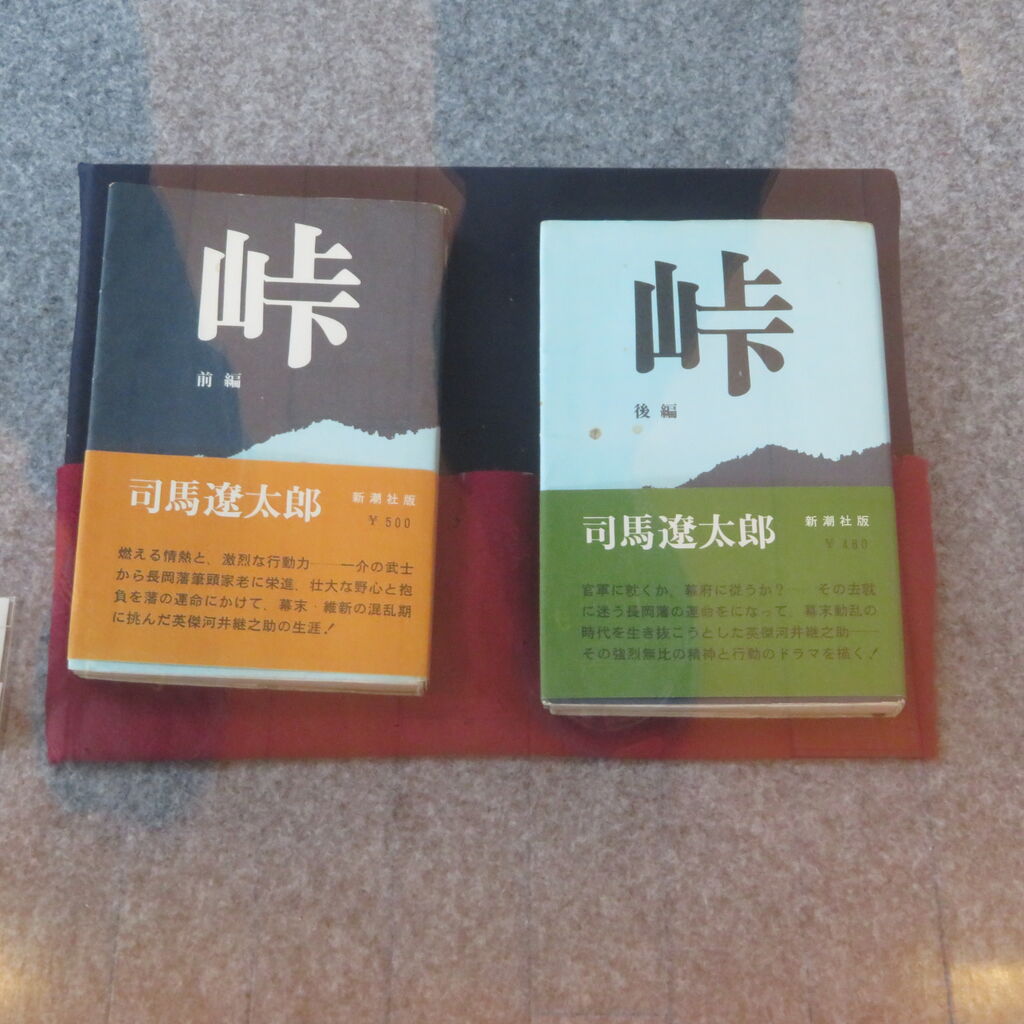 峠
前編
司馬遼太郎
新潮社版
￥500
燃える情熱と、激烈な行動力──一介の武士
から長岡藩筆頭家老に栄進、壮大な野心と抱
負を藩の運命にかけて、幕末・維新の混乱期
に挑んだ英傑河井継之助の生涯！
峠
後編
司馬遼太郎
新潮社版
￥480
官軍に就くか、幕府に従うか？──その去就
に迷う長岡藩の運命をになって、幕末動乱の
時代を生き抜こうとした英傑河井継之助──
その強烈無比の精神と行動のドラマを描く！